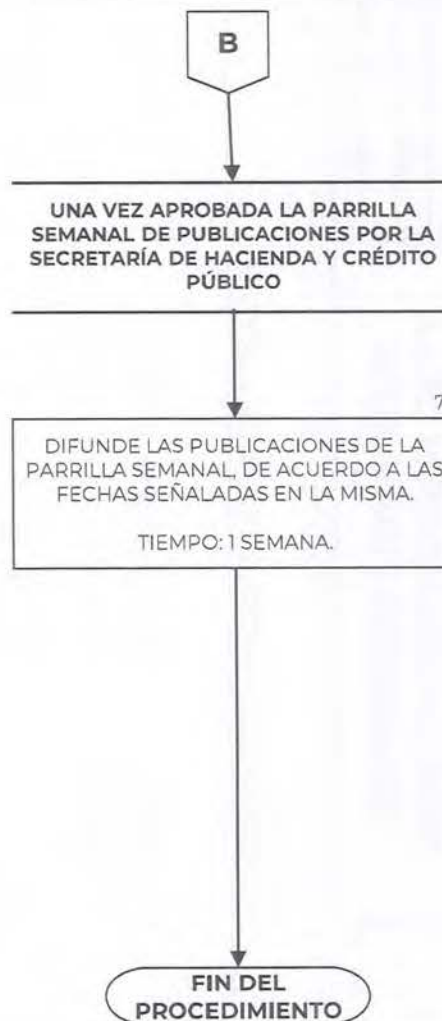 B
UNA VEZ APROBADA LA PARRILLA
SEMANAL DE PUBLICACIONES POR LA
SECRETARÍA DE HACIENDA Y CRÉDITO
PÚBLICO
7
DIFUNDE LAS PUBLICACIONES DE LA
PARRILLA SEMANAL, DE ACUERDO A LAS
FECHAS SEÑALADAS EN LA MISMA.
TIEMPO: 1 SEMANA.
FIN DEL
PROCEDIMIENTO